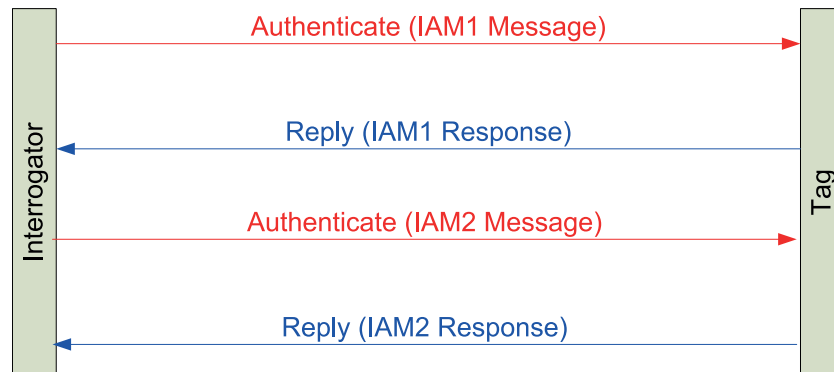 Authenticate (IAM1 Message)
Reply (IAM1 Response)
Authenticate (IAM2 Message)
Reply (IAM2 Response)
Interrogator
Tag